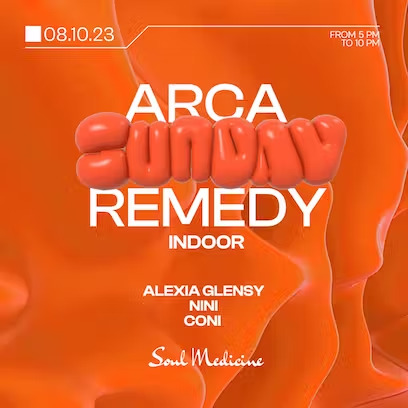 08.10.23
FROM 5 PM
TO 10 PM
ARCA
SUNDAY
REMEDY
INDOOR
ALEXIA GLENSY
NINI
CONI
Soul Medicine